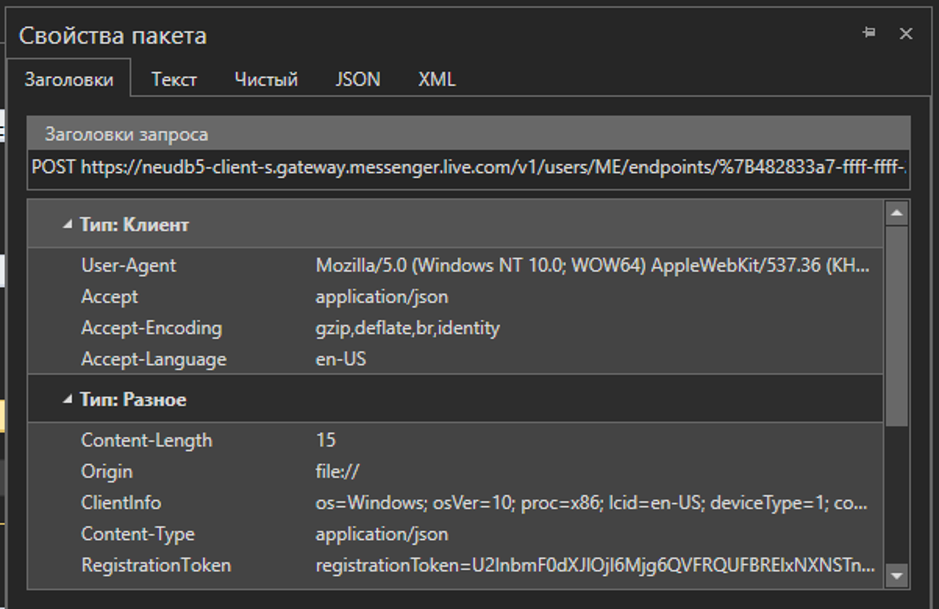 Свойства пакета
Заголовки Текст Чистый JSON XML
Заголовки запроса
POST https://neudb5-client-s.gateway.messenger.live.com/v1/users/ME/endpoints/%7B482833a7-ffff-ffff-
Тип: Клиент
User-Agent Mozilla/5.0 (Windows NT 10.0; WOW64) AppleWebKit/537.36 (KH...
Accept application/json
Accept-Encoding gzip,deflate,br,identity
Accept-Language en-US
Тип: Разное
Content-Length 15
Origin file://
ClientInfo os=Windows; osVer=10; proc=x86; lcid=en-US; deviceType=1; co...
Content-Type application/json
RegistrationToken registrationToken=U2lnbmF0dXJlOjI6Mjg6QVFRQUFBRElxNXNSTn...